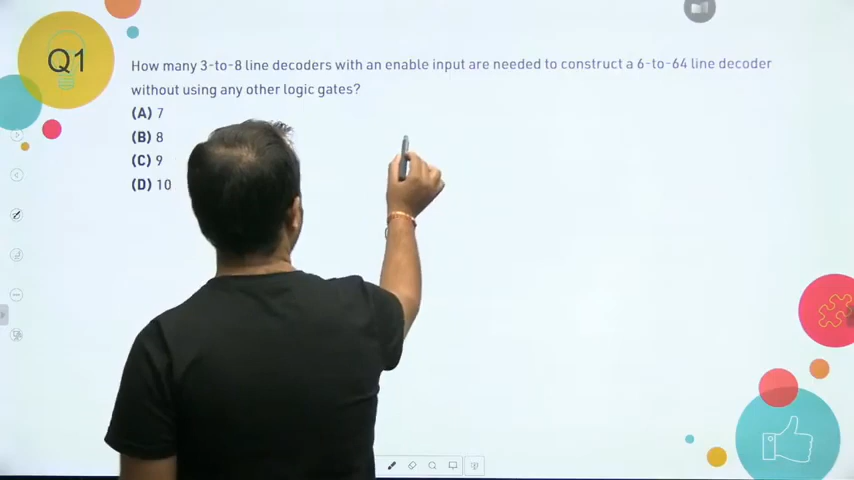 Q1
How many 3-to-8 line decoders with an enable input are needed to construct a 6-to-64 line decoder
without using any other logic gates?
(A) 7
(B) 8
(C) 9
(D) 10